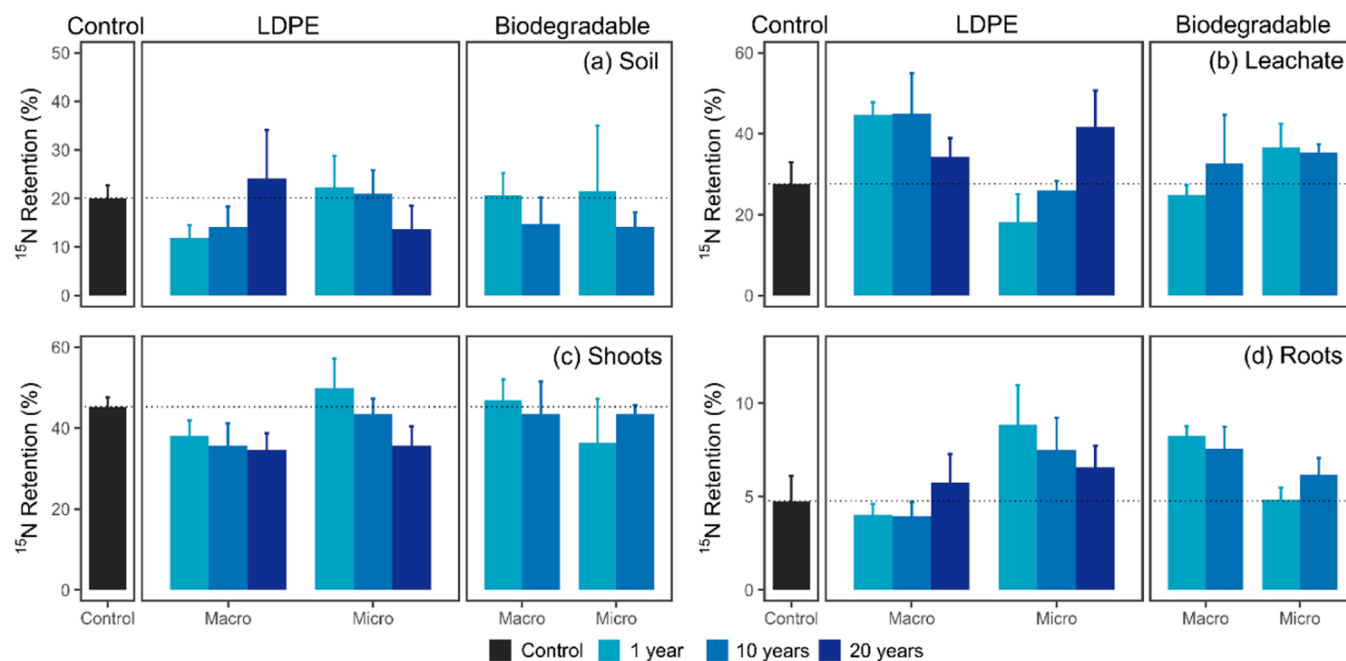 Control LDPE Biodegradable
(a) Soil
15N Retention (%)
50
40
30
20
10
0
Control LDPE Biodegradable
(b) Leachate
15N Retention (%)
60
40
20
0
(c) Shoots
15N Retention (%)
60
40
20
0
Control Macro Micro Macro Micro
(d) Roots
15N Retention (%)
10
5
0
Control Macro Micro Macro Micro
Control 1 year 10 years 20 years